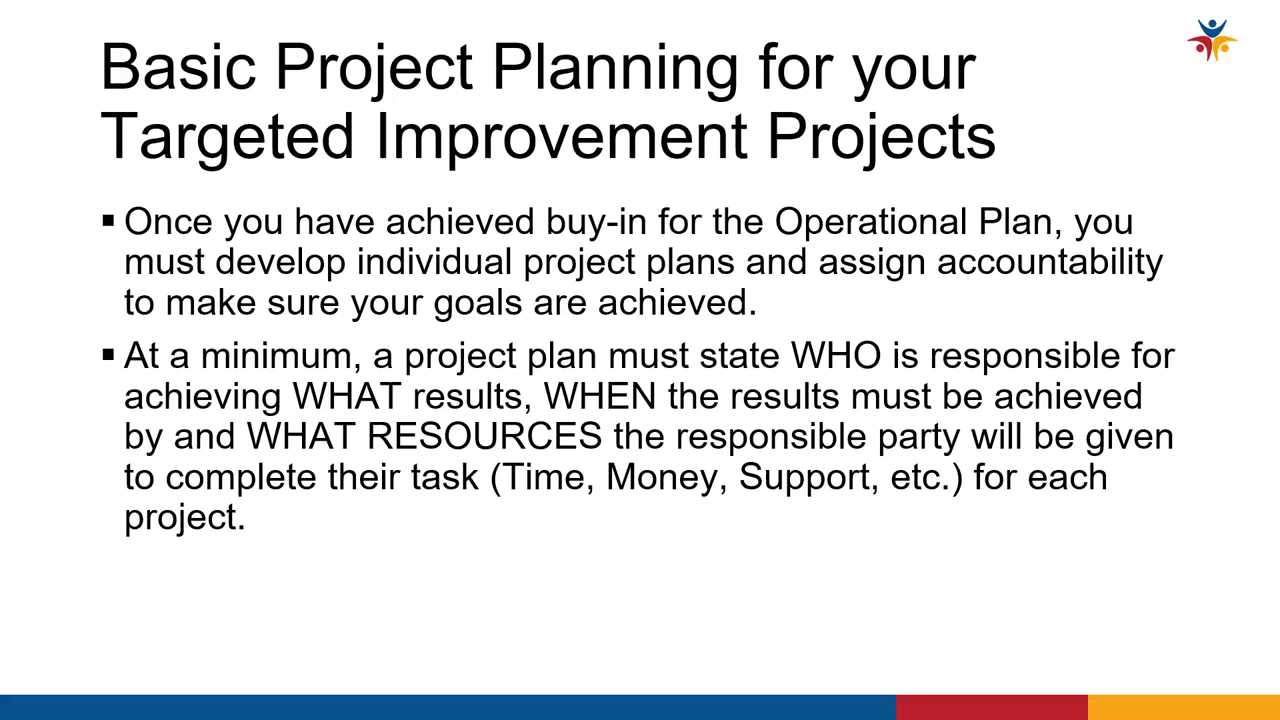 Basic Project Planning for your
Targeted Improvement Projects
▪ Once you have achieved buy-in for the Operational Plan, you
must develop individual project plans and assign accountability
to make sure your goals are achieved.
▪ At a minimum, a project plan must state WHO is responsible for
achieving WHAT results, WHEN the results must be achieved
by and WHAT RESOURCES the responsible party will be given
to complete their task (Time, Money, Support, etc.) for each
project.